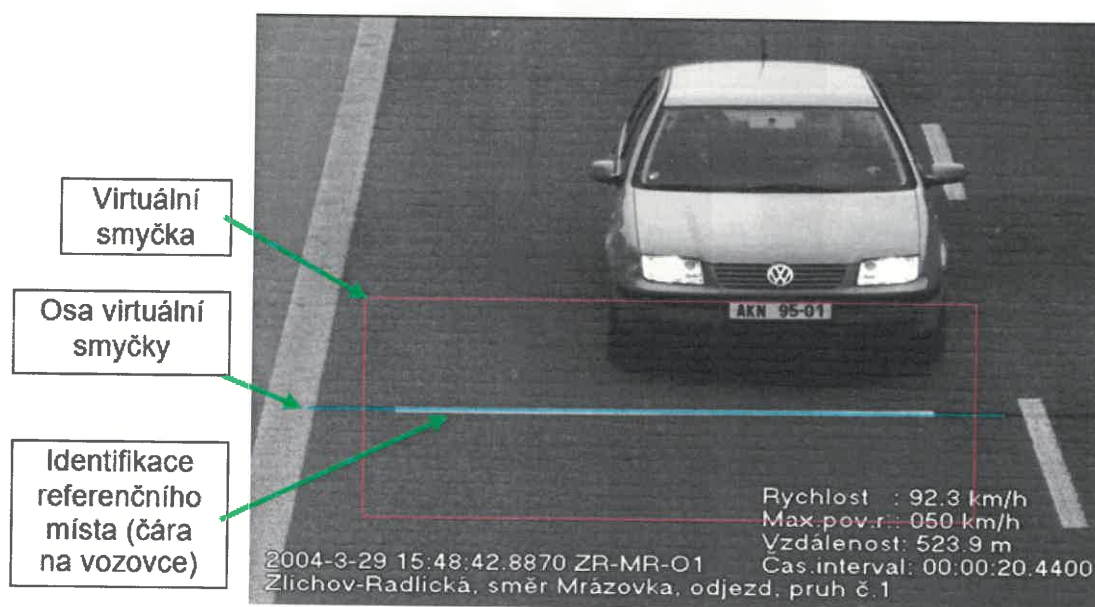 Virtuální
smyčka
Osa virtuální
smyčky
Identifikace
referenčního
místa (čára
na vozovce)
AKN 95-01
Rychlost : 92.3 km/h
Max.pov.r.: 050 km/h
Vzdálenost: 523.9 m
2004-3-29 15:48:42.8870 ZR-MR-O1
Čas.interval: 00:00:20.4400
Zlíchov-Radlická, směr Mrázovka, odjezd, pruh č.1